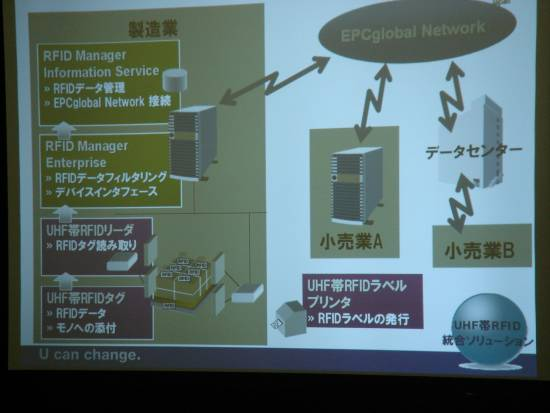 製造業
RFID Manager
Information Service
» RFIDデータ管理
» EPCglobal Network 接続
RFID Manager
Enterprise
» RFIDデータフィルタリング
» デバイスインタフェース
UHF帯RFIDリーダ
» RFIDタグ読み取り
UHF帯RFIDタグ
» RFIDデータ
» モノへの添付
EPCglobal Network
小売業A
データセンター
小売業B
UHF帯RFIDラベル
プリンタ
» RFIDラベルの発行
UHF帯RFID
統合ソリューション
U can change.